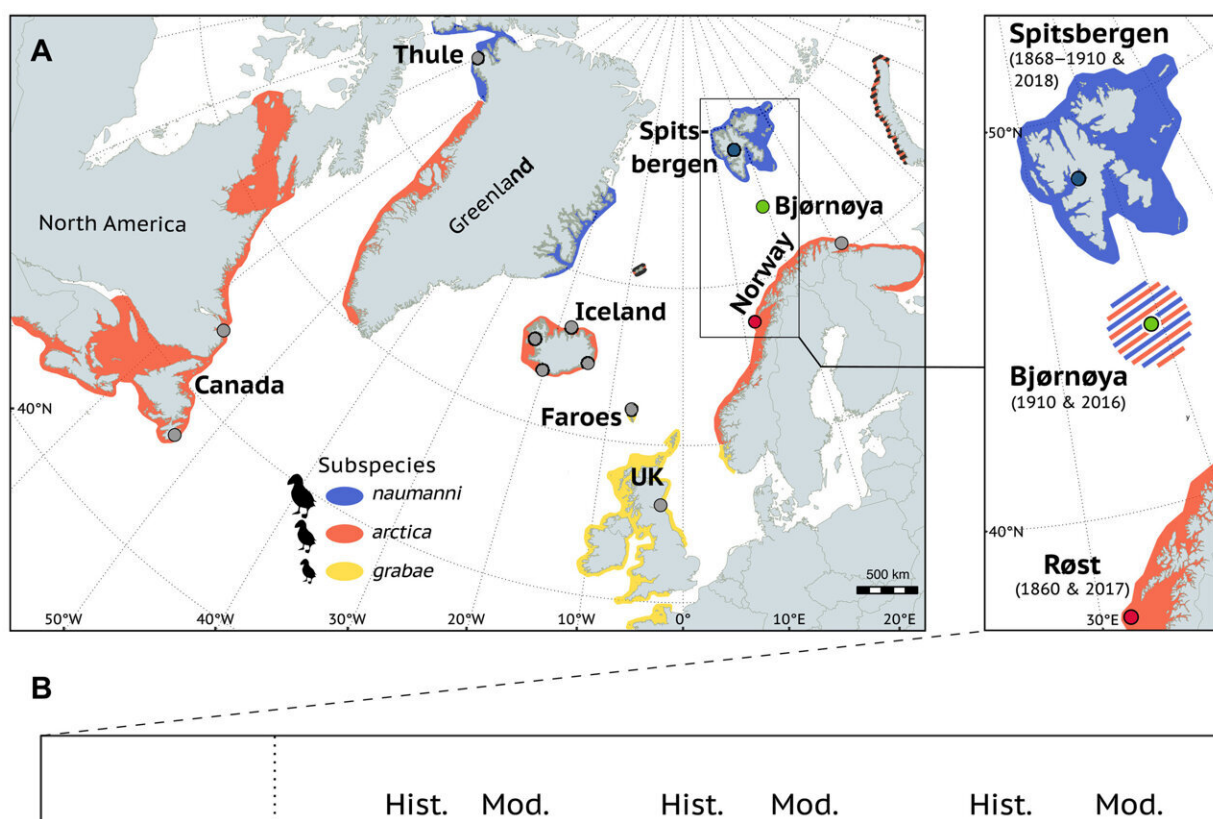 A
Thule
Spits-
bergen
Bjørnøya
Greenland
North America
Norway
Iceland
Canada
Faroes
UK
40°N
Subspecies
naumanni
arctica
grabae
500 km
50°W
40°W
30°W
20°W
10°W
0°
10°E
20°E
Spitsbergen
(1868–1910 &
2018)
50°N
Bjørnøya
(1910 & 2016)
y
40°N
Røst
(1860 & 2017)
30°E
B
Hist. Mod. Hist. Mod. Hist. Mod.